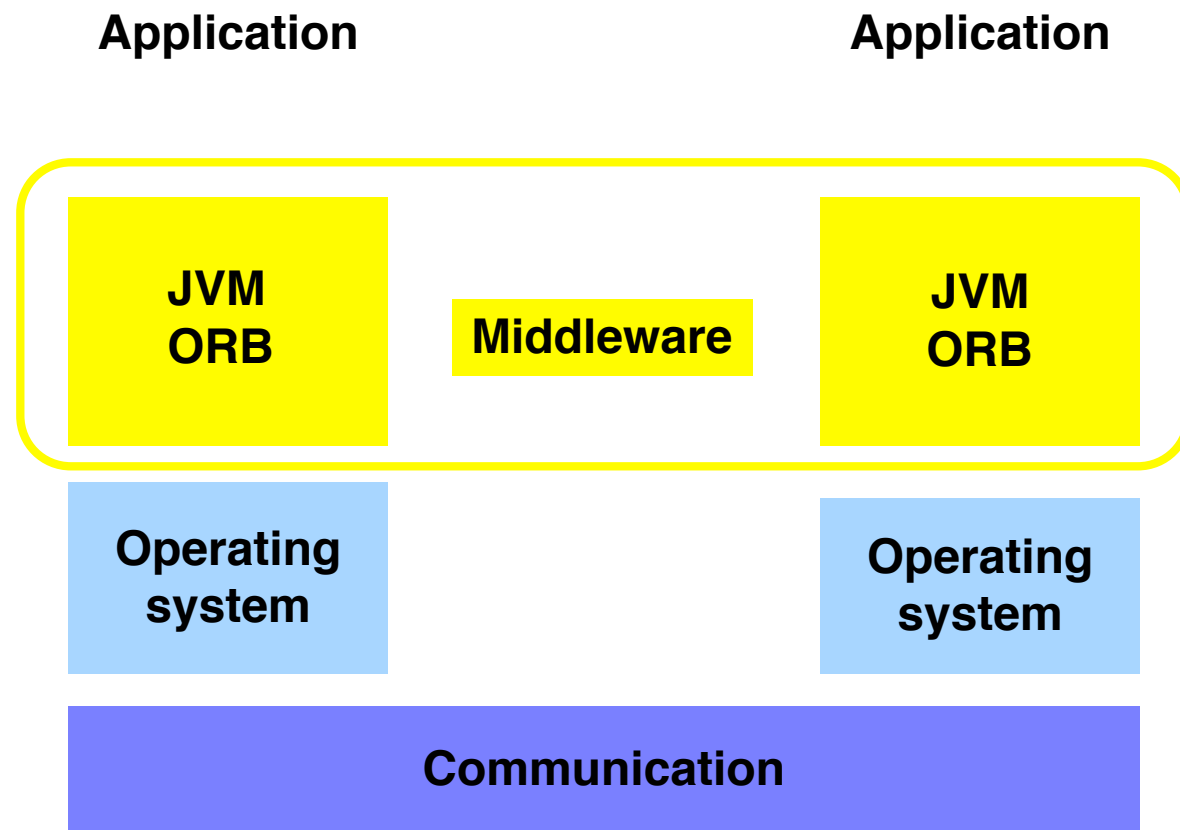 Application
Application
JVM
ORB
Middleware
JVM
ORB
Operating
system
Operating
system
Communication